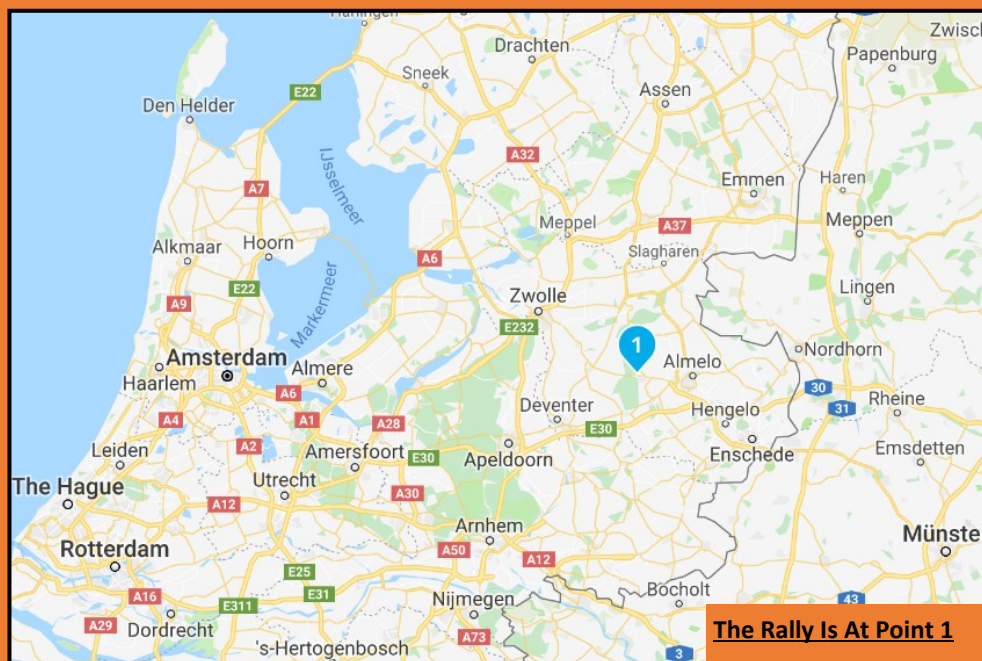 Harlingen
Drachten
Zwisc
Papenburg
Sneek
Assen
E22
Den Helder
IJsselmeer
A32
Emmen
Haren
A7
Meppel
A37
Meppen
Alkmaar
Hoorn
A6
Slagharen
E22
Markermeer
Lingen
A9
Zwolle
E232
1
Amsterdam
Almelo
Nordhorn
Haarlem
A6
Almere
30
A4
A1
A28
Deventer
Hengelo
31
Rheine
A2
E30
Leiden
Amersfoort
E30
Apeldoorn
Enschede
Emsdetten
The Hague
Utrecht
A30
A12
Arnhem
Rotterdam
A50
A12
Münste
E25
Bocholt
A16
E311
E31
Nijmegen
43
A29
Dordrecht
A73
's-Hertogenbosch
3
The Rally Is At Point 1